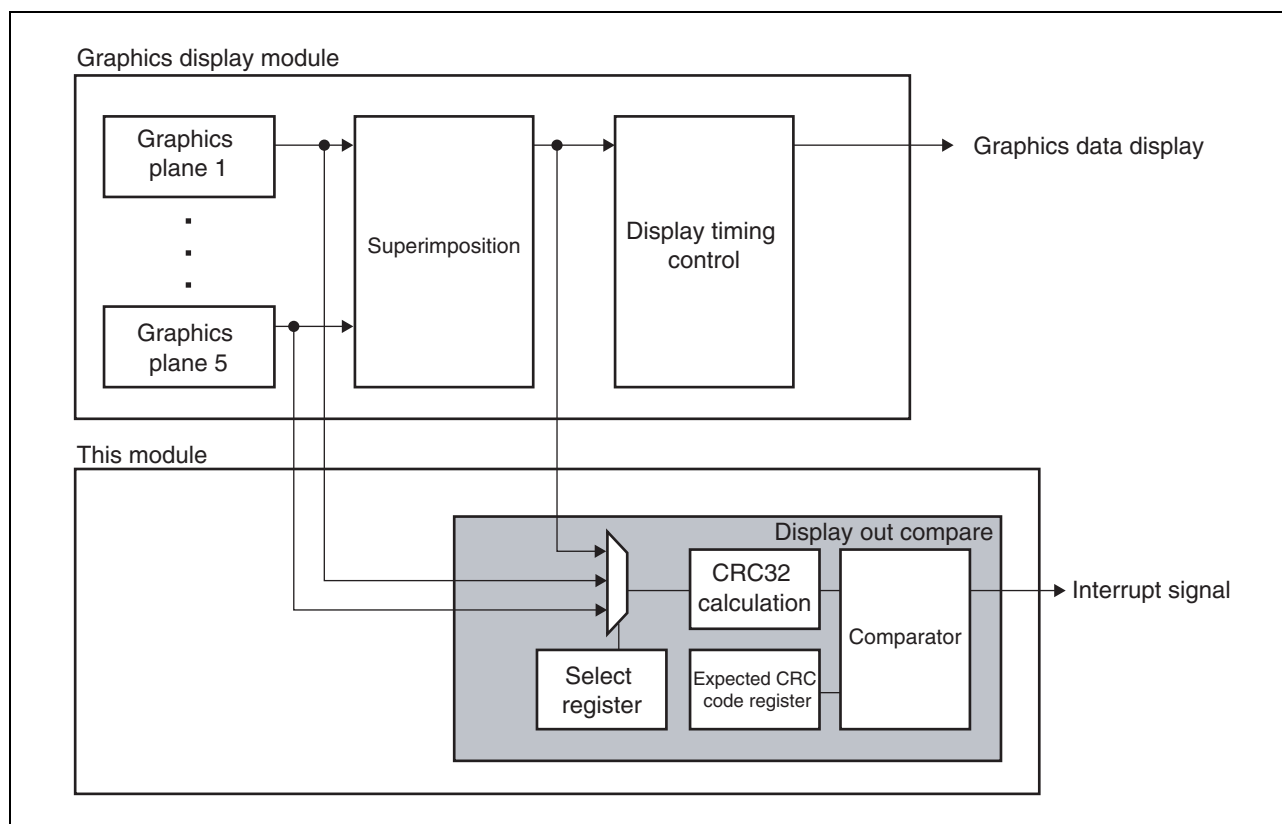 Graphics display module
Graphics
plane 1
Superimposition
Display timing
control
Graphics data display
Graphics
plane 5
This module
Display out compare
CRC32
calculation
Comparator
Interrupt signal
Select
register
Expected CRC
code register